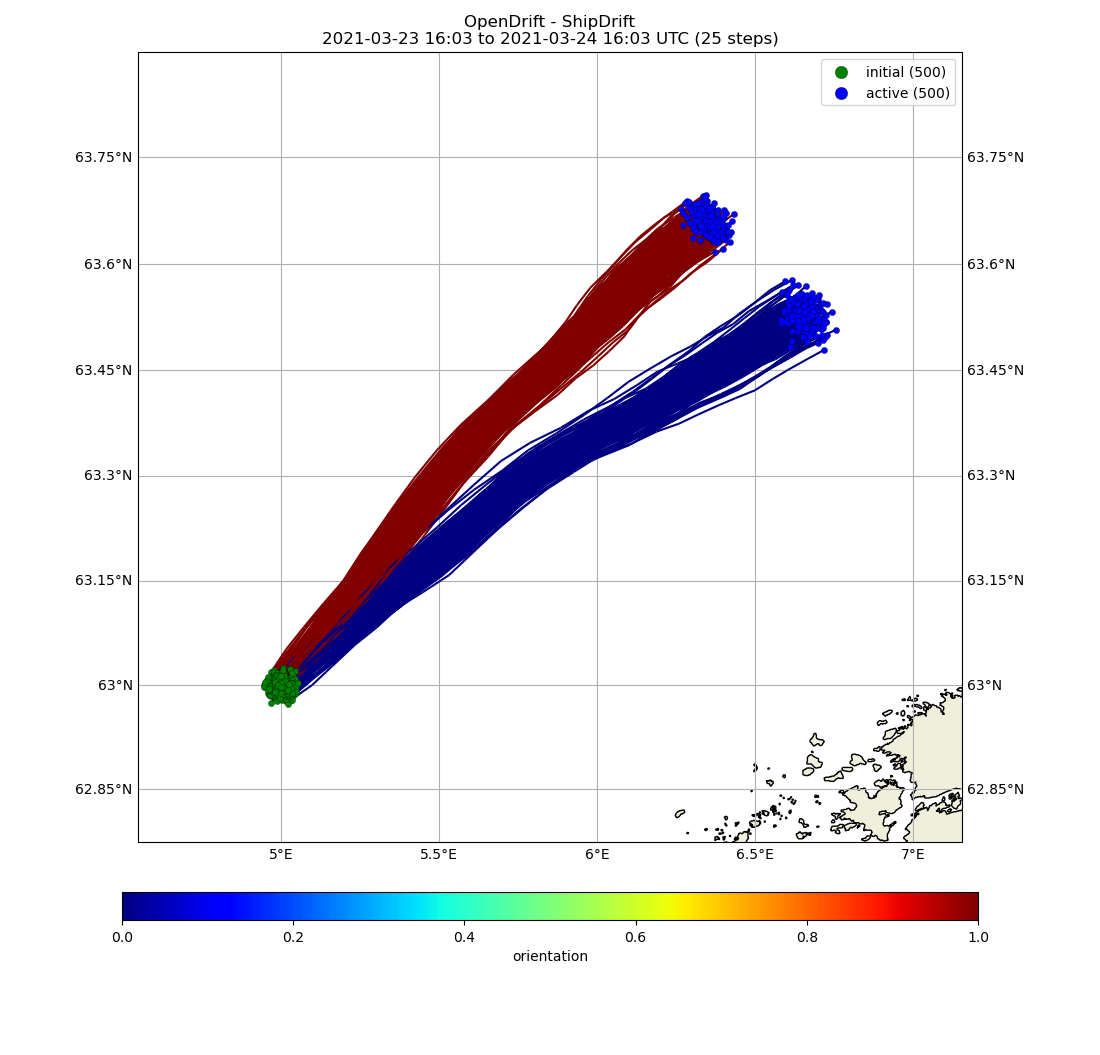 OpenDrift - ShipDrift
2021-03-23 16:03 to 2021-03-24 16:03 UTC (25 steps)
initial (500)
active (500)
63.75°N 63.75°N
63.6°N 63.6°N
63.45°N 63.45°N
63.3°N 63.3°N
63.15°N 63.15°N
63°N 63°N
62.85°N 62.85°N
5°E 5.5°E 6°E 6.5°E 7°E
0.0 0.2 0.4 0.6 0.8 1.0
orientation